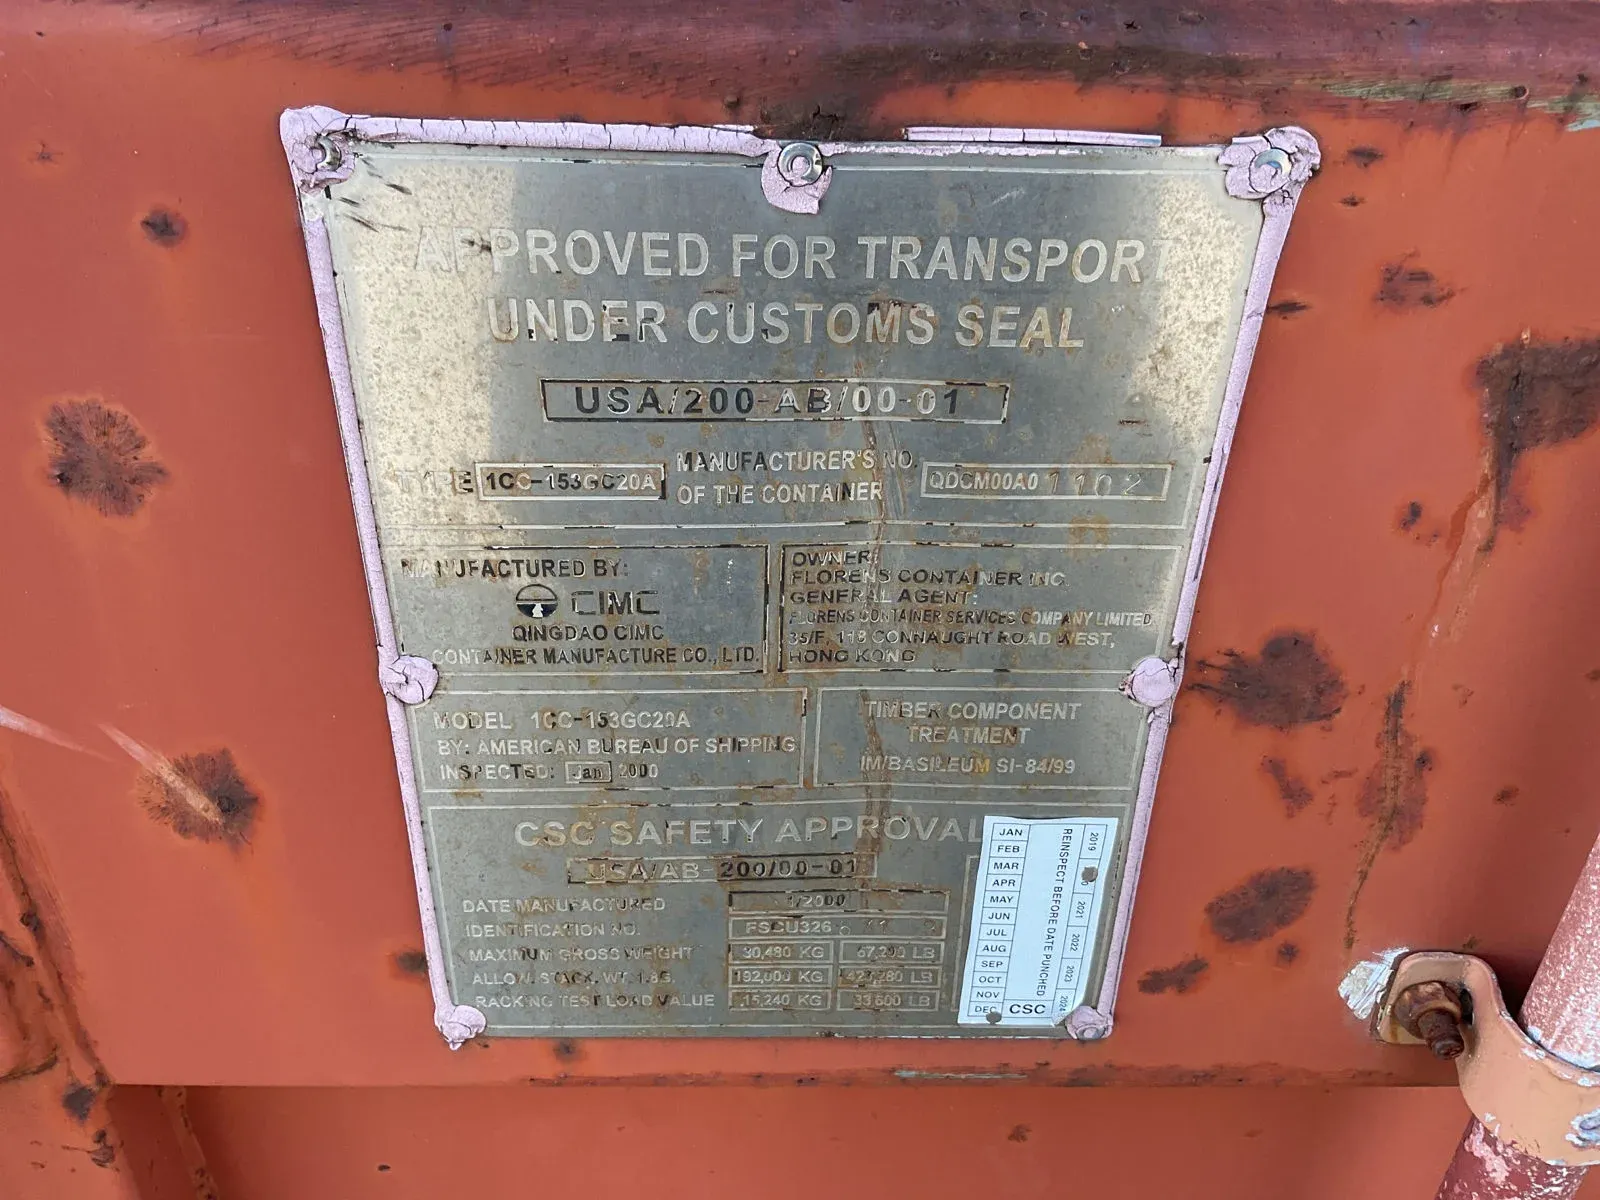 APPROVED FOR TRANSPORT
UNDER CUSTOMS SEAL
USA/200-AB/00-01
TYPE 1CC-153GC20A MANUFACTURER'S NO. OF THE CONTAINER QDCM00A0 1102
MANUFACTURED BY:
CIMC
QINGDAO CIMC
CONTAINER MANUFACTURE CO., LTD.
OWNER:
FLORENS CONTAINER INC.
GENERAL AGENT:
FLORENS CONTAINER SERVICES COMPANY LIMITED
35/F, 118 CONNAUGHT ROAD WEST,
HONG KONG
MODEL 1CC-153GC20A
BY: AMERICAN BUREAU OF SHIPPING
INSPECTED: Jan 2000
TIMBER COMPONENT
TREATMENT
IM/BASILEUM SI-84/99
CSC SAFETY APPROVAL
USA/AB-200/00-01
DATE MANUFACTURED 1/2000
IDENTIFICATION NO. FSCU326
MAXIMUM GROSS WEIGHT 30,480 KG 67,200 LB
ALLOW. STACK. WT. 1.8G. 192,000 KG 423,280 LB
RACKING TEST LOAD VALUE 15,240 KG 33,600 LB
JAN
FEB
MAR
APR
MAY
JUN
JUL
AUG
SEP
OCT
NOV
DEC
CSC
REINSPECT BEFORE DATE PUNCHED
2019 2021 2022 2023 2024